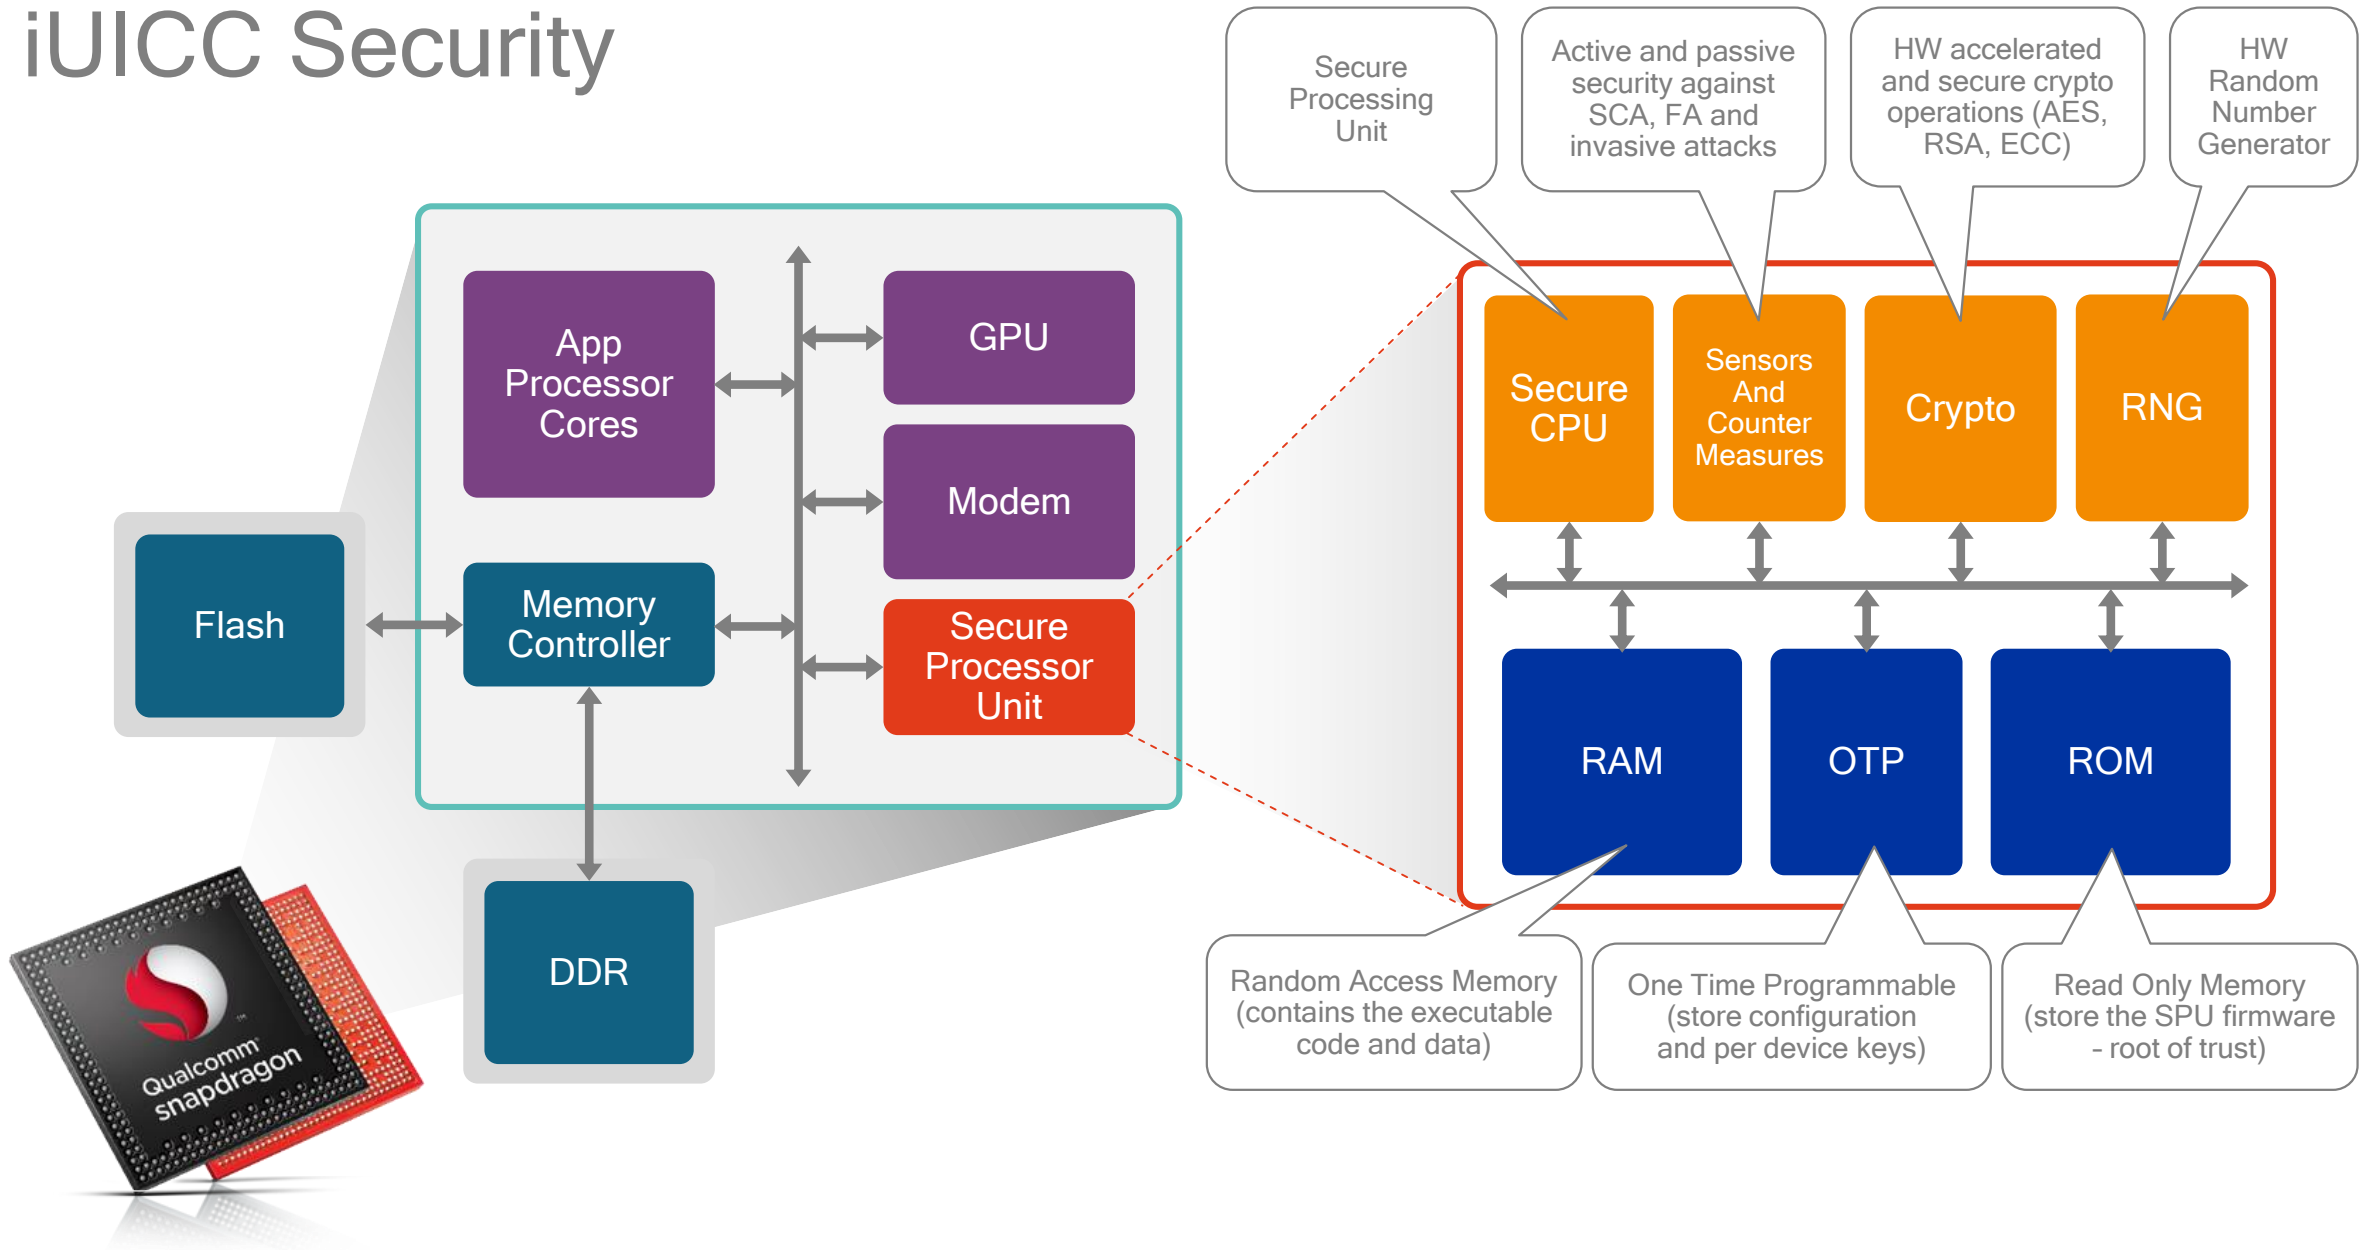 iUICC Security
Secure
Processing
Unit
Active and passive
security against
SCA, FA and
invasive attacks
HW accelerated
and secure crypto
operations (AES,
RSA, ECC)
HW
Random
Number
Generator
App
Processor
Cores
GPU
Modem
Memory
Controller
Secure
Processor
Unit
Flash
DDR
Secure
CPU
Sensors
And
Counter
Measures
Crypto
RNG
RAM
OTP
ROM
Random Access Memory
(contains the executable
code and data)
One Time Programmable
(store configuration
and per device keys)
Read Only Memory
(store the SPU firmware
- root of trust)
Qualcomm
snapdragon
™